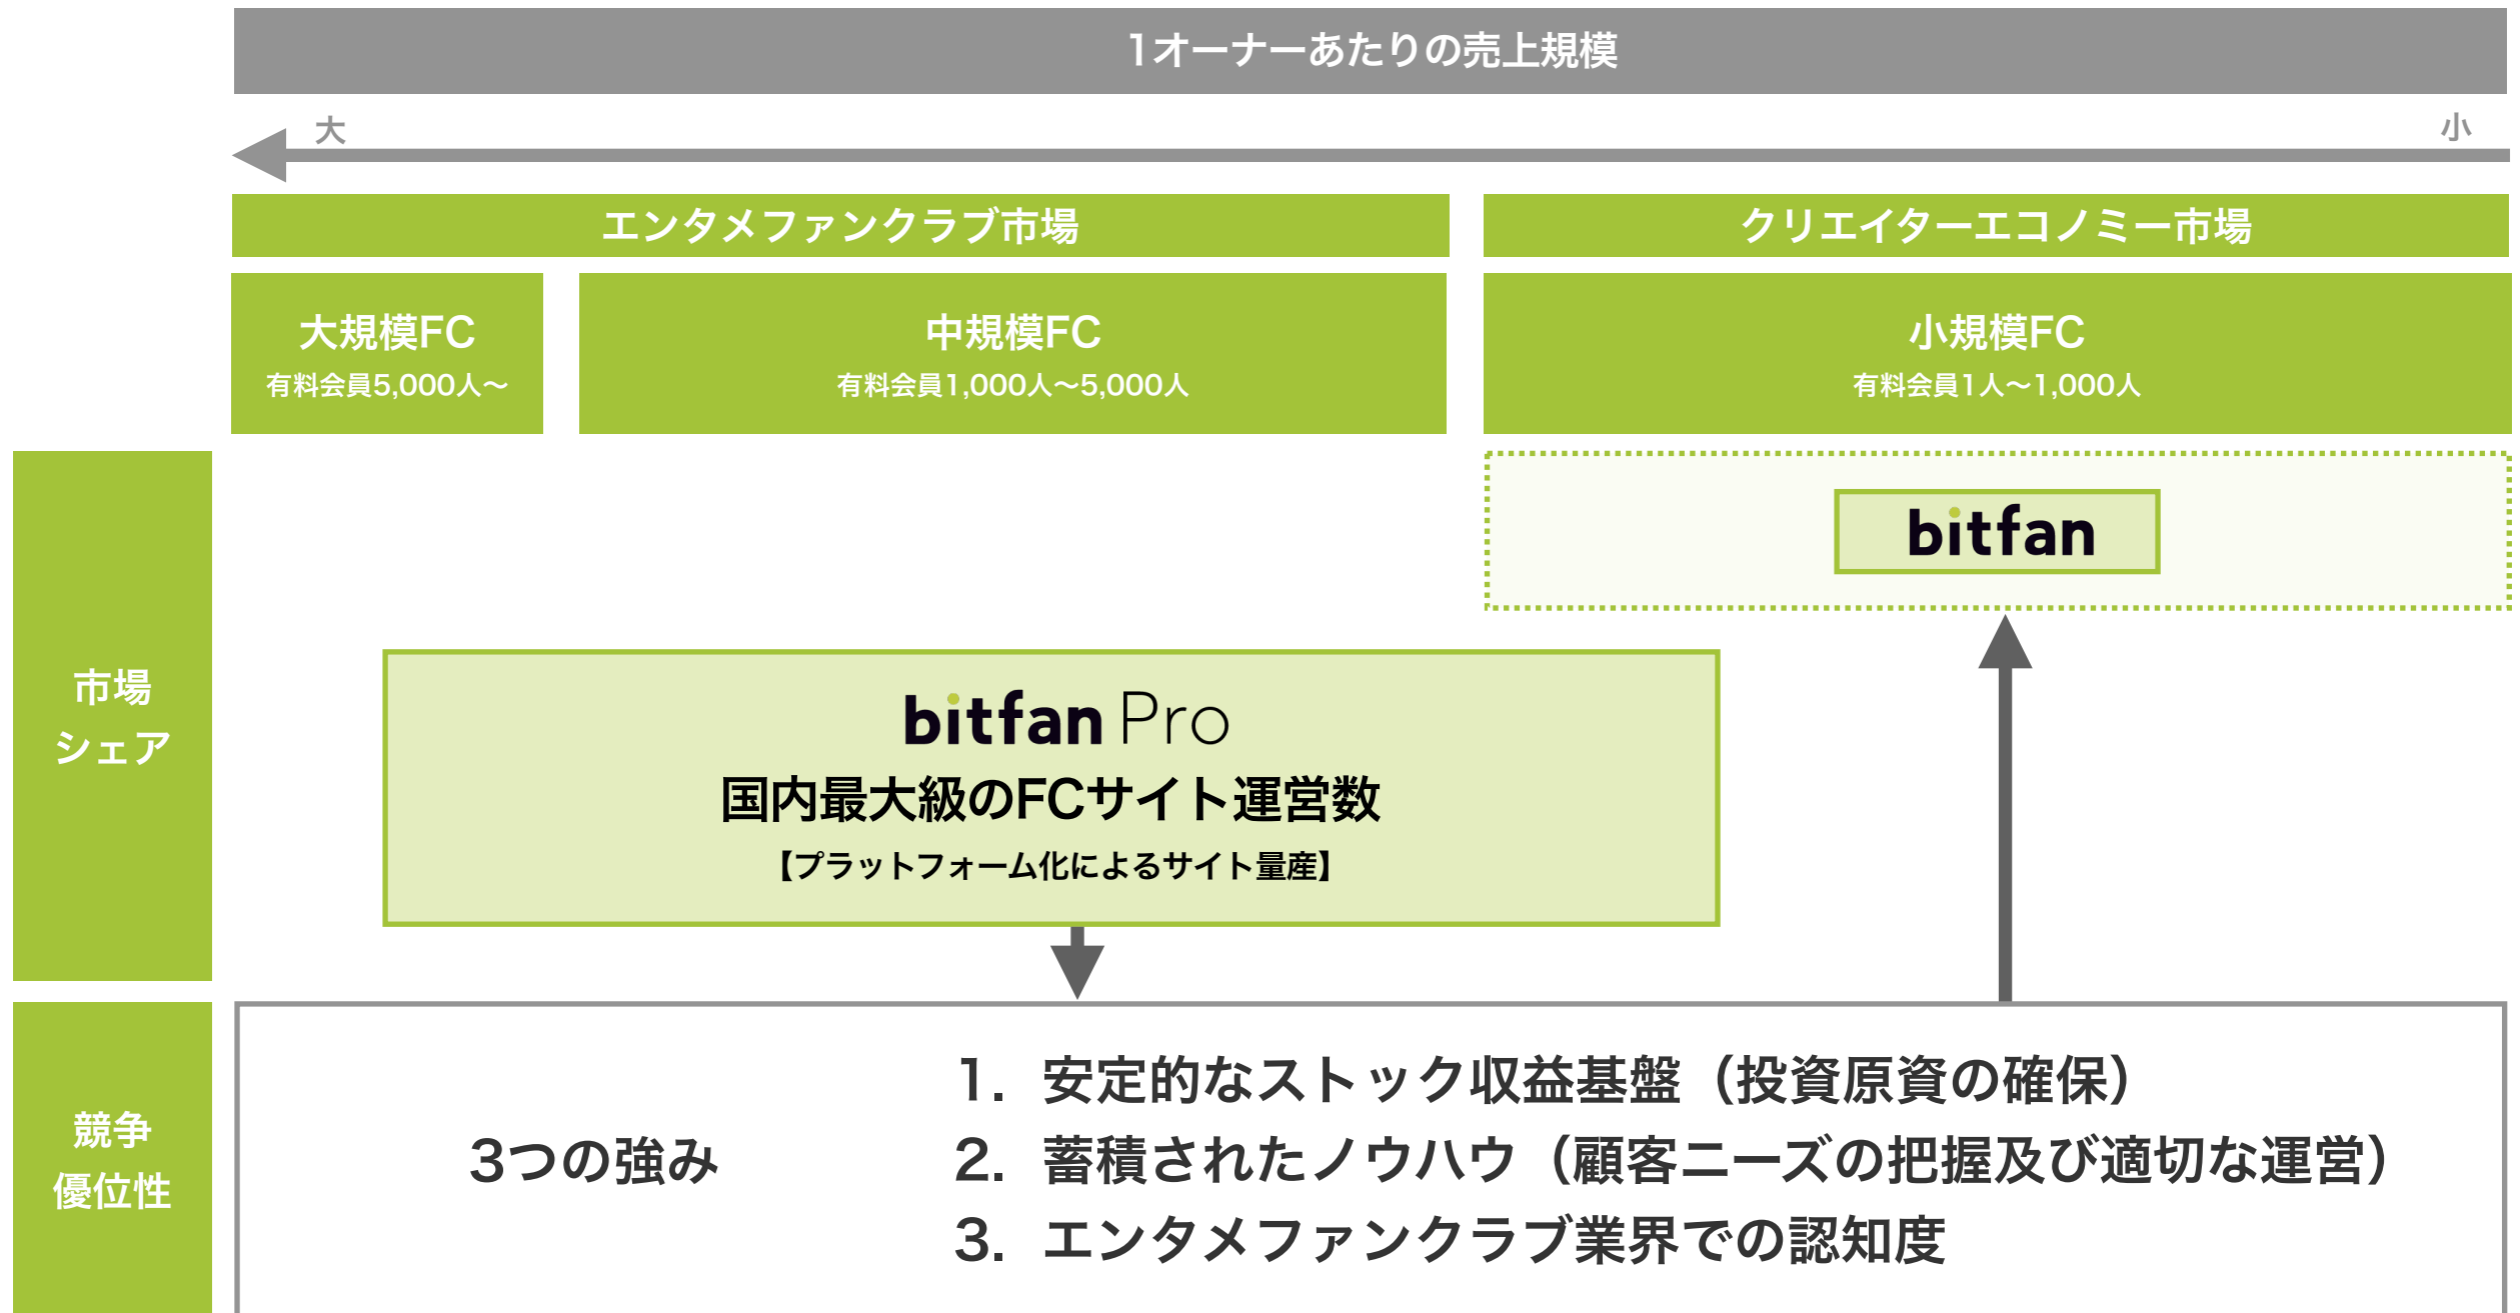 1オーナーあたりの売上規模
大
小
エンタメファンクラブ市場
クリエイターエコノミー市場
大規模FC
有料会員5,000人〜
中規模FC
有料会員1,000人〜5,000人
小規模FC
有料会員1人〜1,000人
市場
シェア
bitfan
bitfan Pro
国内最大級のFCサイト運営数
【プラットフォーム化によるサイト量産】
競争
優位性
3つの強み
1. 安定的なストック収益基盤（投資原資の確保）
2. 蓄積されたノウハウ（顧客ニーズの把握及び適切な運営）
3. エンタメファンクラブ業界での認知度